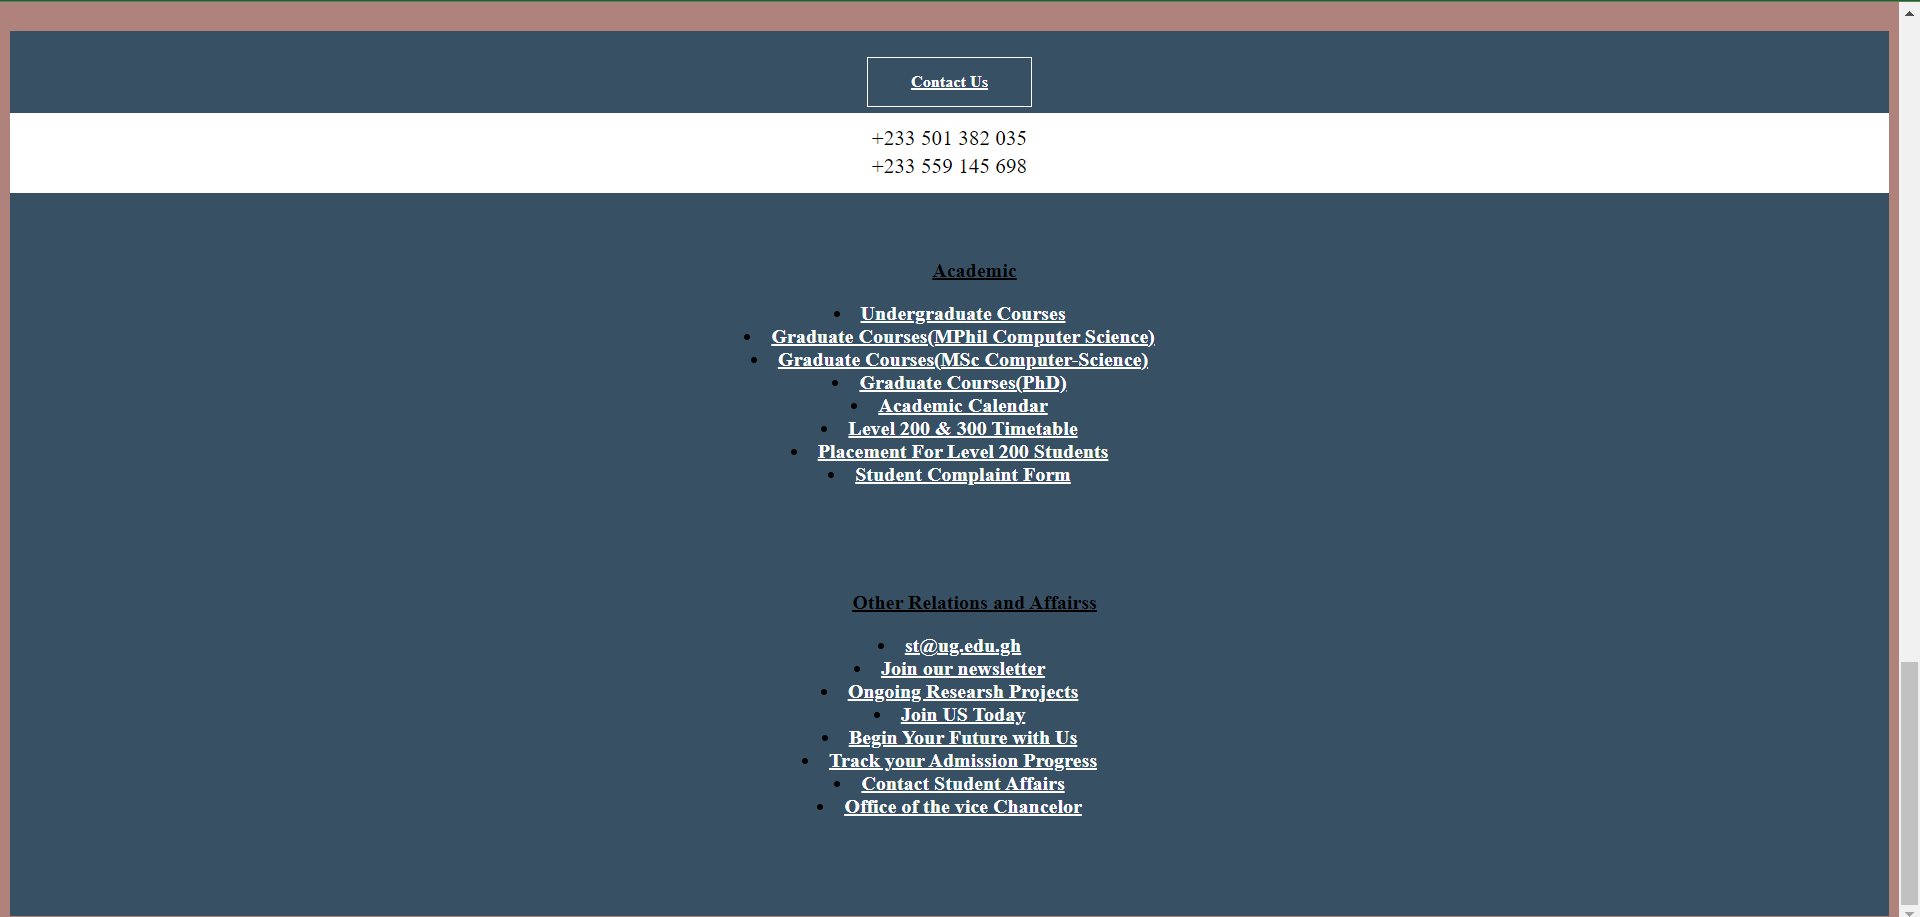 Contact Us
+233 501 382 035
+233 559 145 698
Academic
Undergraduate Courses
Graduate Courses(MPhil Computer Science)
Graduate Courses(MSc Computer-Science)
Graduate Courses(PhD)
Academic Calendar
Level 200 & 300 Timetable
Placement For Level 200 Students
Student Complaint Form
Other Relations and Affairss
st@ug.edu.gh
Join our newsletter
Ongoing Researsh Projects
Join US Today
Begin Your Future with Us
Track your Admission Progress
Contact Student Affairs
Office of the vice Chancelor